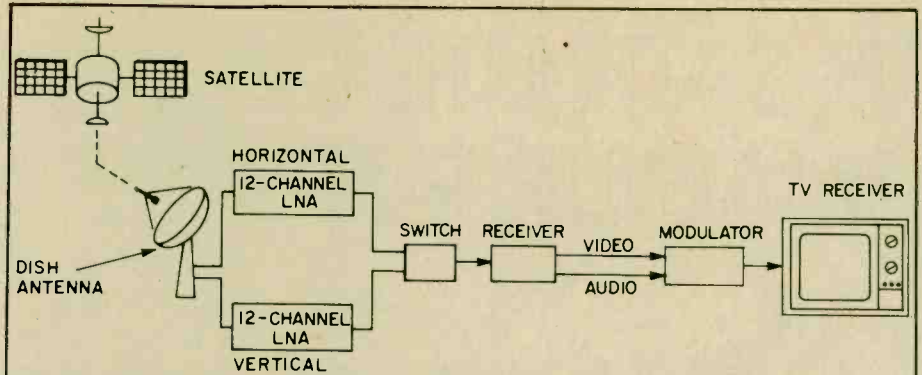 SATELLITE
DISH
ANTENNA
HORIZONTAL
12-CHANNEL
LNA
12-CHANNEL
LNA
VERTICAL
SWITCH
RECEIVER
VIDEO
AUDIO
MODULATOR
TV RECEIVER